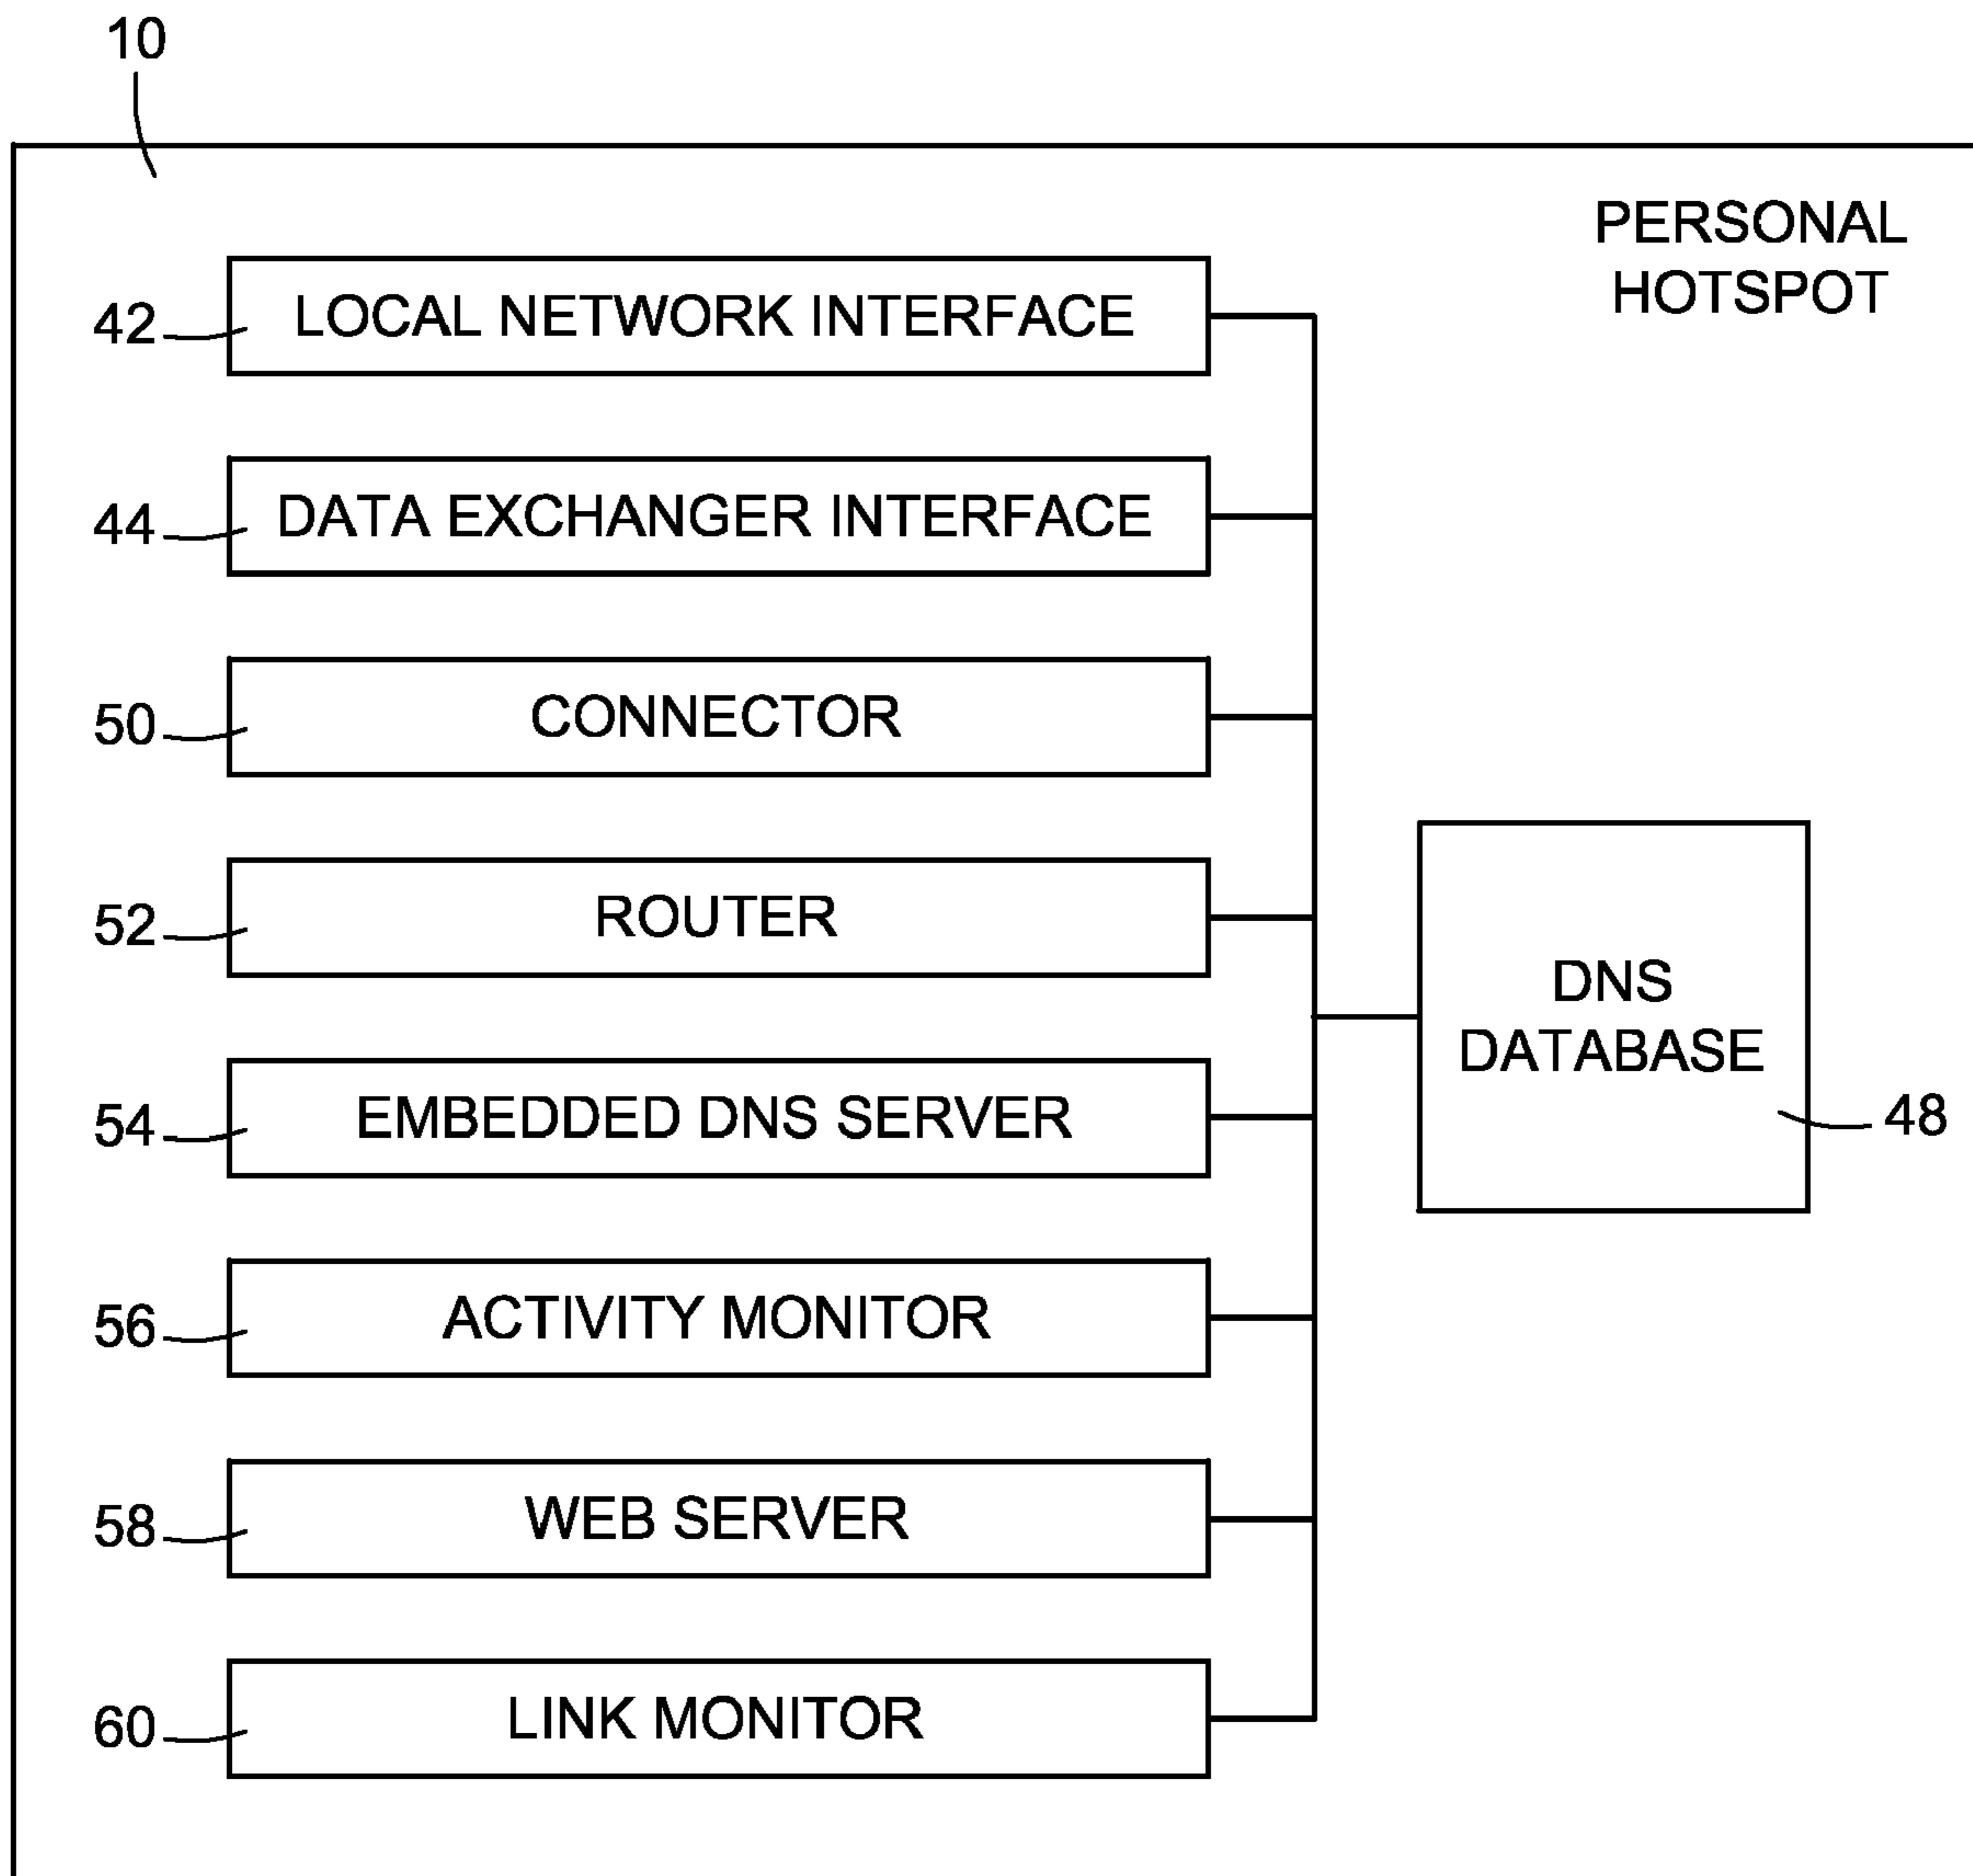 10
PERSONAL
HOTSPOT
42
LOCAL NETWORK INTERFACE
44
DATA EXCHANGER INTERFACE
50
CONNECTOR
52
ROUTER
DNS
DATABASE
48
54
EMBEDDED DNS SERVER
56
ACTIVITY MONITOR
58
WEB SERVER
60
LINK MONITOR